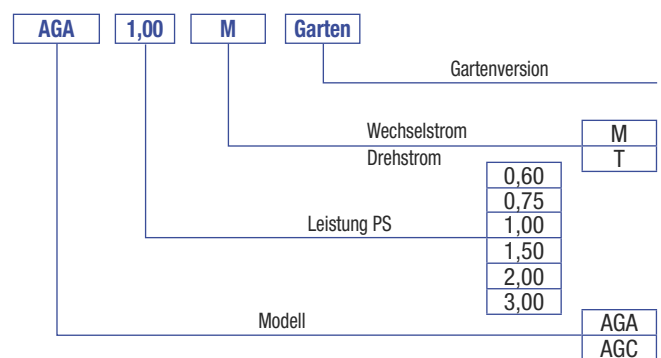 AGA 1,00 M Garten
Gartenversion
Wechselstrom M
Drehstrom T
0,60
0,75
Leistung PS 1,00
1,50
2,00
3,00
Modell AGA
AGC